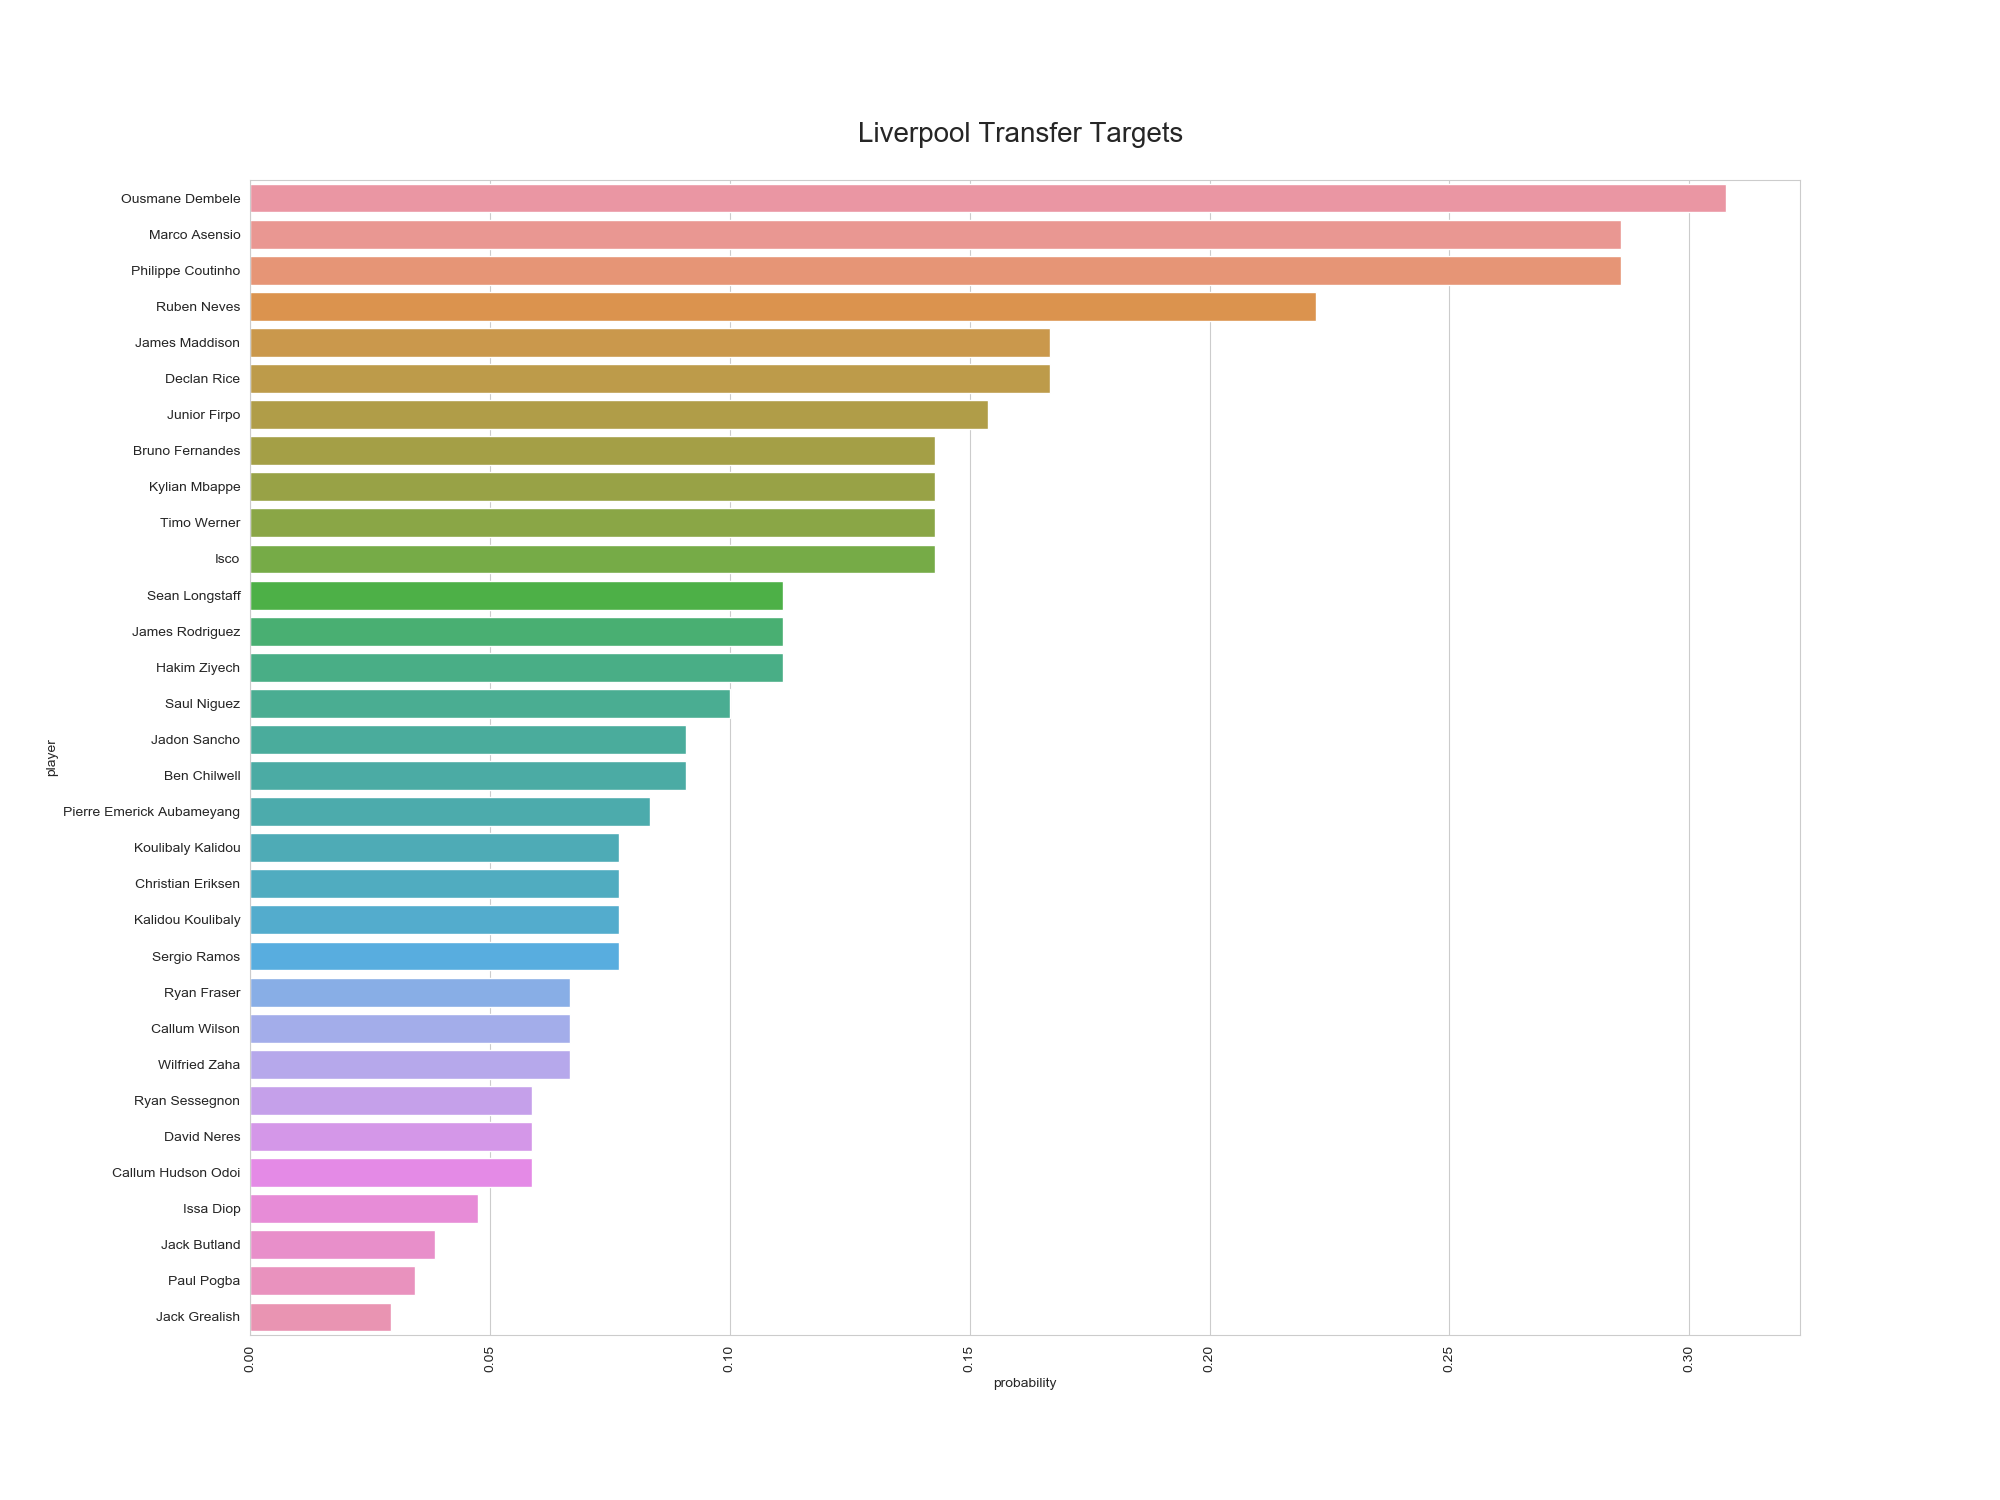 Liverpool Transfer Targets
Ousmane Dembele
Marco Asensio
Philippe Coutinho
Ruben Neves
James Maddison
Declan Rice
Junior Firpo
Bruno Fernandes
Kylian Mbappe
Timo Werner
Isco
Sean Longstaff
James Rodriguez
Hakim Ziyech
Saul Niguez
Jadon Sancho
Ben Chilwell
Pierre Emerick Aubameyang
Koulibaly Kalidou
Christian Eriksen
Kalidou Koulibaly
Sergio Ramos
Ryan Fraser
Callum Wilson
Wilfried Zaha
Ryan Sessegnon
David Neres
Callum Hudson Odoi
Issa Diop
Jack Butland
Paul Pogba
Jack Grealish
player
0.00
0.05
0.10
0.15
0.20
0.25
0.30
probability